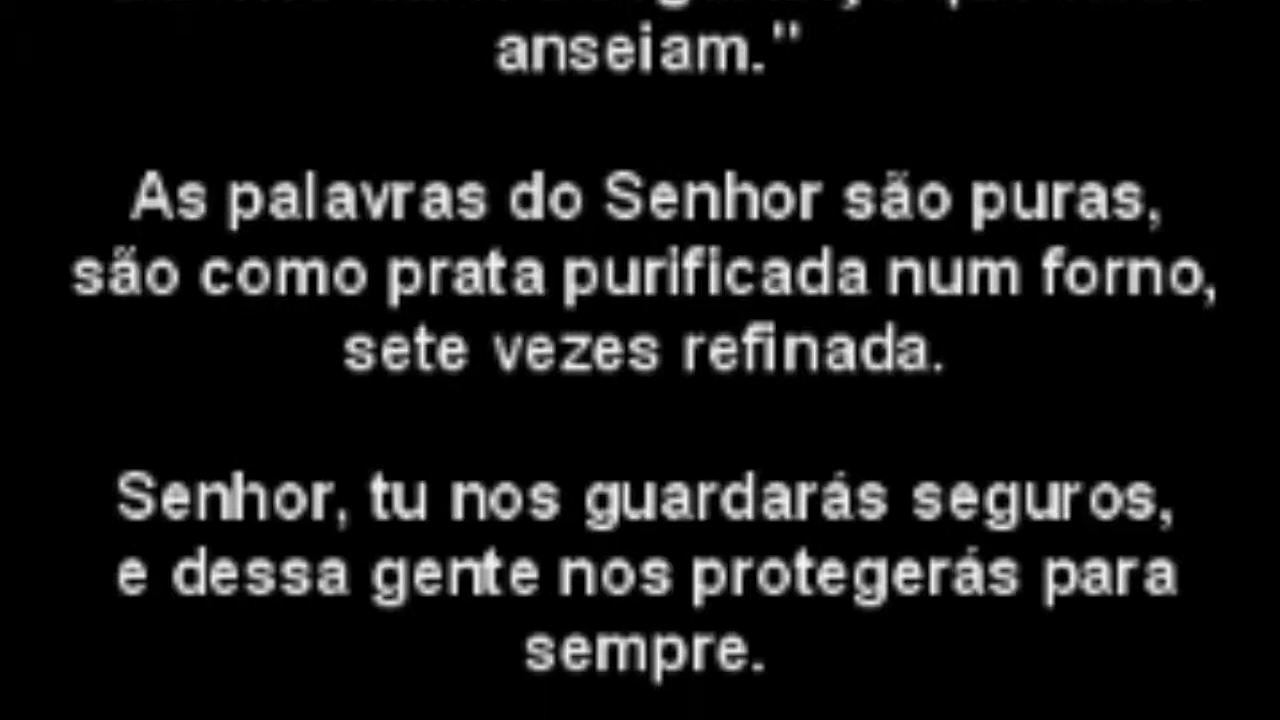 anseiam."
As palavras do Senhor são puras,
são como prata purificada num forno,
sete vezes refinada.
Senhor, tu nos guardarás seguros,
e dessa gente nos protegerás para
sempre.